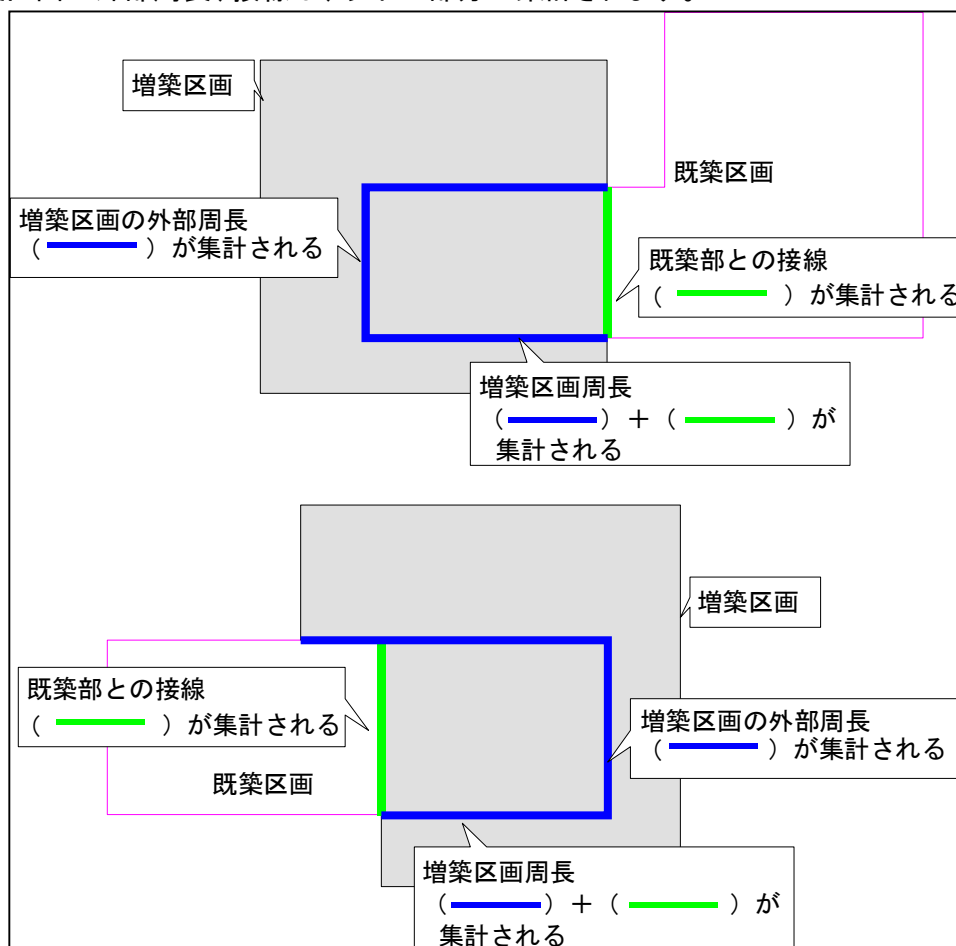 増築区画
既築区画
増築区画の外部周長
（　　）が集計される
既築部との接線
（　　）が集計される
増築区画周長
（　　）＋（　　）が
集計される
増築区画
既築部との接線
（　　）が集計される
増築区画の外部周長
（　　）が集計される
既築区画
増築区画周長
（　　）＋（　　）が
集計される